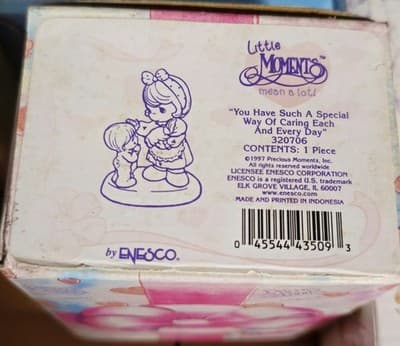 Little
MOMENTS™
mean a lot!
"You Have Such A Special
Way Of Caring Each
And Every Day"
320706
CONTENTS: 1 Piece
©1997 Precious Moments, Inc.
All rights reserved worldwide
LICENSEE ENESCO CORPORATION
ENESCO is a registered U.S. trademark
ELK GROVE VILLAGE, IL 60007
www.enesco.com
MADE AND PRINTED IN INDONESIA
0 45544 43509 3
by ENESCO®